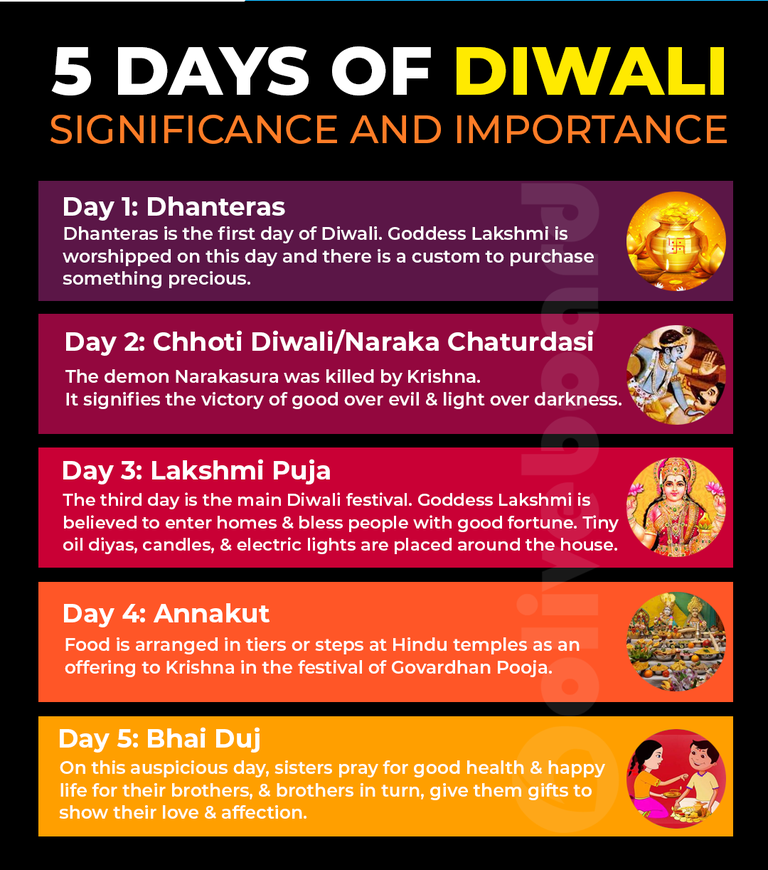 5 DAYS OF DIWALI
SIGNIFICANCE AND IMPORTANCE
Day 1: Dhanteras
Dhanteras is the first day of Diwali. Goddess Lakshmi is
worshipped on this day and there is a custom to purchase
something precious.
Day 2: Chhoti Diwali/Naraka Chaturdasi
The demon Narakasura was killed by Krishna.
It signifies the victory of good over evil & light over darkness.
Day 3: Lakshmi Puja
The third day is the main Diwali festival. Goddess Lakshmi is
believed to enter homes & bless people with good fortune. Tiny
oil diyas, candles, & electric lights are placed around the house.
Day 4: Annakut
Food is arranged in tiers or steps at Hindu temples as an
offering to Krishna in the festival of Govardhan Pooja.
Day 5: Bhai Duj
On this auspicious day, sisters pray for good health & happy
life for their brothers, & brothers in turn, give them gifts to
show their love & affection.
oliveboard